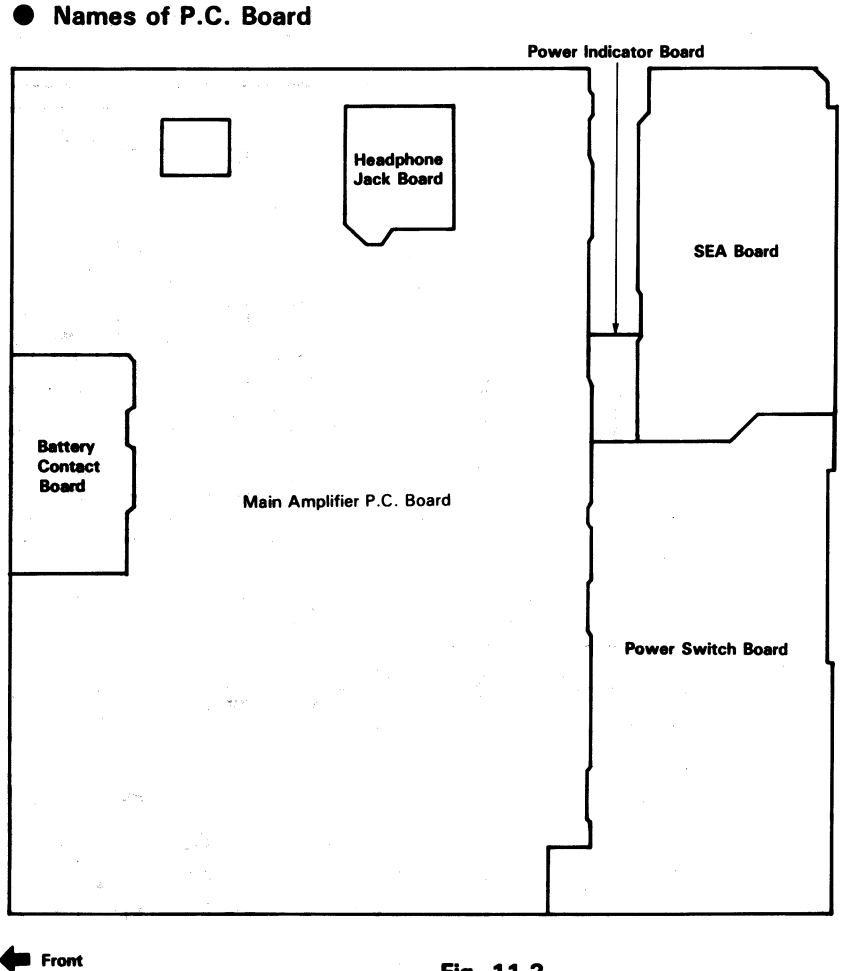 ● Names of P.C. Board
Power Indicator Board
Headphone
Jack Board
SEA Board
Battery
Contact
Board
Main Amplifier P.C. Board
Power Switch Board
Front
Fig. 11-2